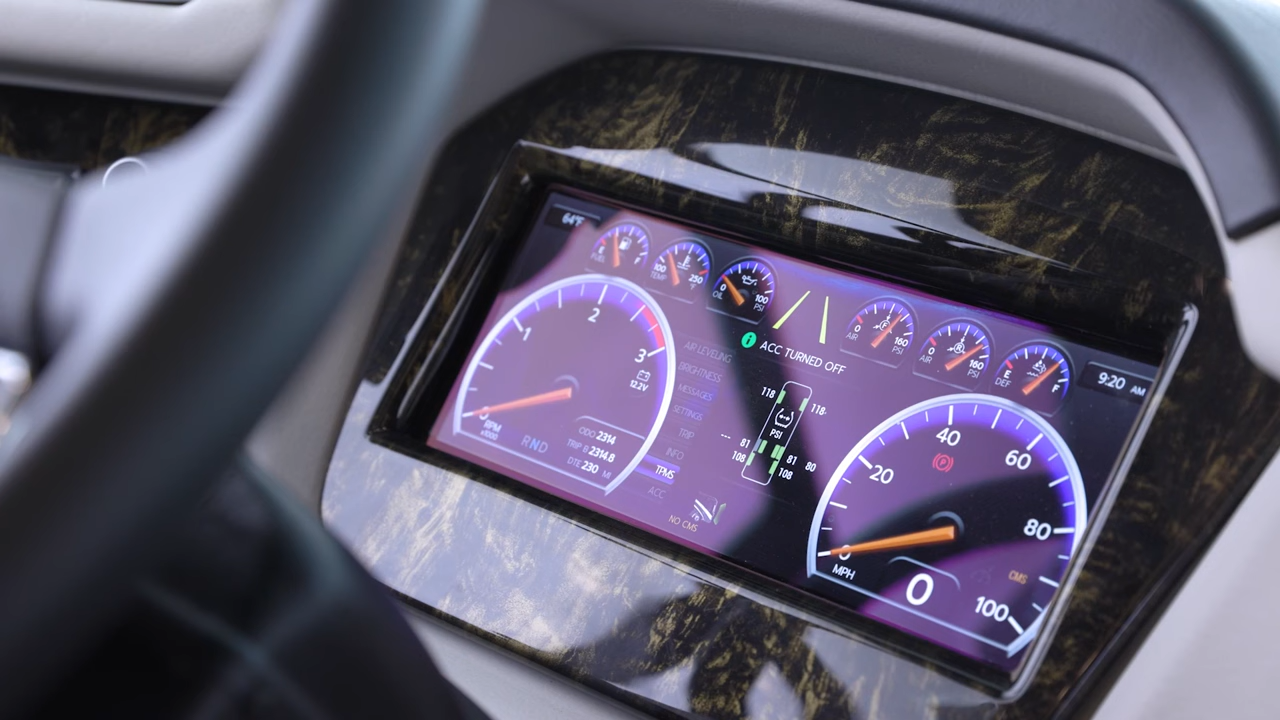 64°F
E F
FUEL
100 250
TEMP °F
0 100
OIL PSI
0 160
AIR PSI
0 160
AIR PSI
E F
DEF
9:20 AM
ACC TURNED OFF
1 2 3
12.2V
0
RPM
x1000
RND
ODO 2314
TRIP B 2314.8
DTE 230 MI
AIR LEVELING
BRIGHTNESS
MESSAGES
SETTINGS
TRIP
INFO
TPMS
ACC
NO CMS
118 118
PSI
--- 81 81 80
108 108
0 20 40 60 80 100
MPH
0
CMS